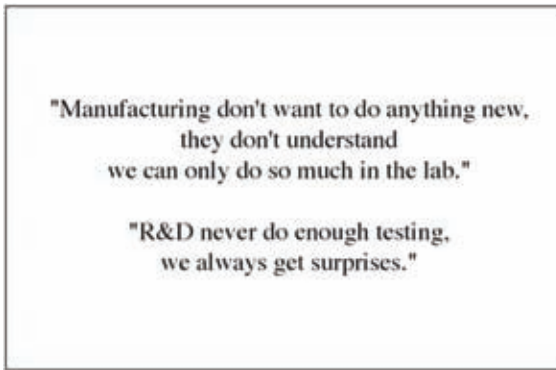 "Manufacturing don't want to do anything new,
they don't understand
we can only do so much in the lab."
"R&D never do enough testing,
we always get surprises."